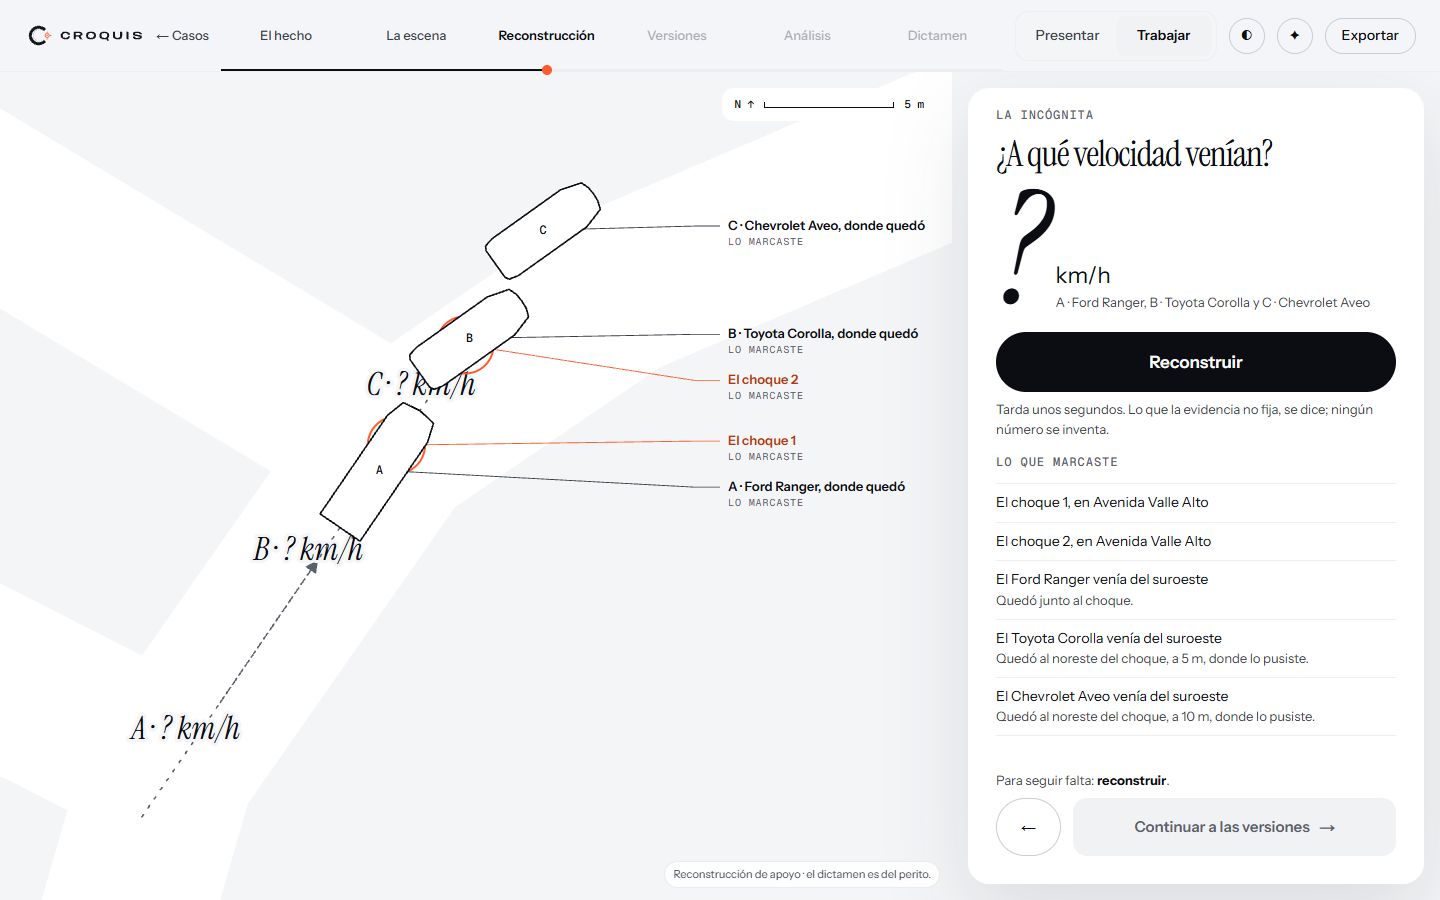 CROQUIS
← Casos
El hecho
La escena
Reconstrucción
Versiones
Análisis
Dictamen
Presentar
Trabajar
Exportar
N ↑ 5 m
C
C · Chevrolet Aveo, donde quedó
LO MARCASTE
B
B · Toyota Corolla, donde quedó
LO MARCASTE
C · ? km/h
El choque 2
LO MARCASTE
El choque 1
LO MARCASTE
A
A · Ford Ranger, donde quedó
LO MARCASTE
B · ? km/h
A · ? km/h
Reconstrucción de apoyo · el dictamen es del perito.
LA INCÓGNITA
¿A qué velocidad venían?
?
km/h
A · Ford Ranger, B · Toyota Corolla y C · Chevrolet Aveo
Reconstruir
Tarda unos segundos. Lo que la evidencia no fija, se dice; ningún
número se inventa.
LO QUE MARCASTE
El choque 1, en Avenida Valle Alto
El choque 2, en Avenida Valle Alto
El Ford Ranger venía del suroeste
Quedó junto al choque.
El Toyota Corolla venía del suroeste
Quedó al noreste del choque, a 5 m, donde lo pusiste.
El Chevrolet Aveo venía del suroeste
Quedó al noreste del choque, a 10 m, donde lo pusiste.
Para seguir falta: reconstruir.
←
Continuar a las versiones →